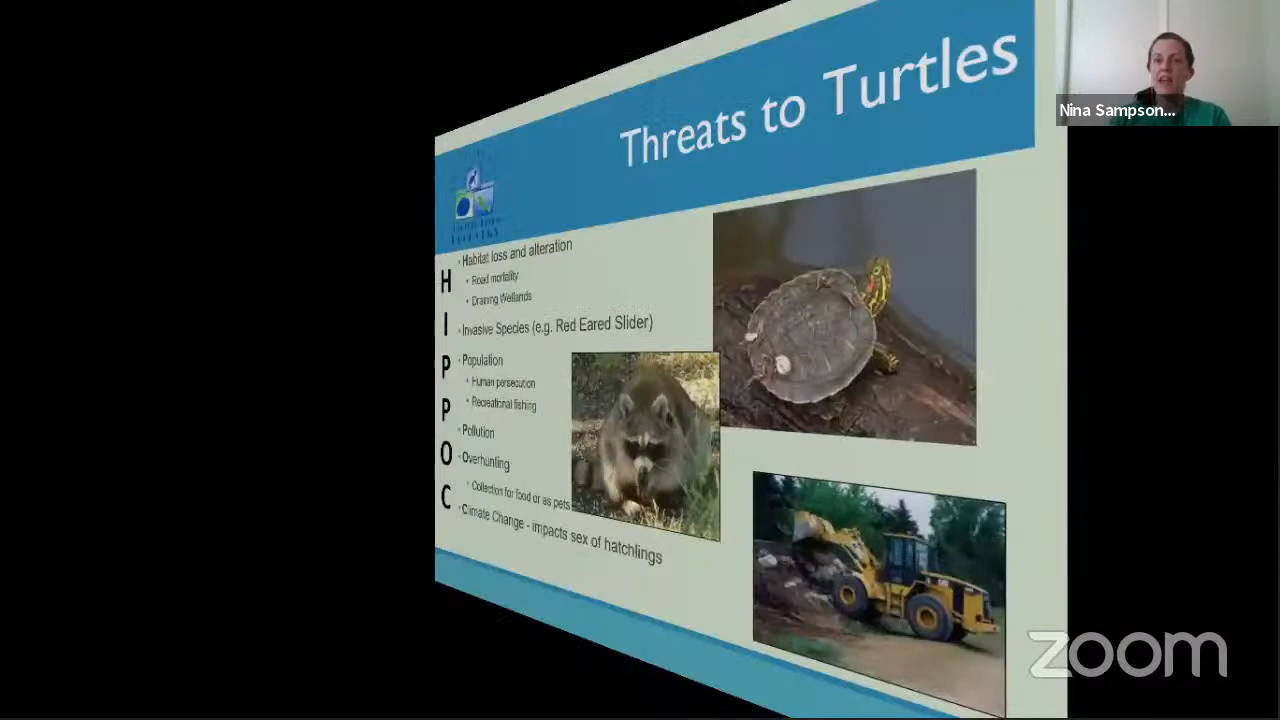 Threats to Turtles
Nina Sampson...
HIPPOC
• Habitat loss and alteration
• Road mortality
• Draining Wetlands
• Invasive Species (e.g. Red Eared Slider)
• Population
• Human persecution
• Recreational fishing
• Pollution
• Overhunting
• Collection for food or as pets
• Climate Change - impacts sex of hatchlings
zoom